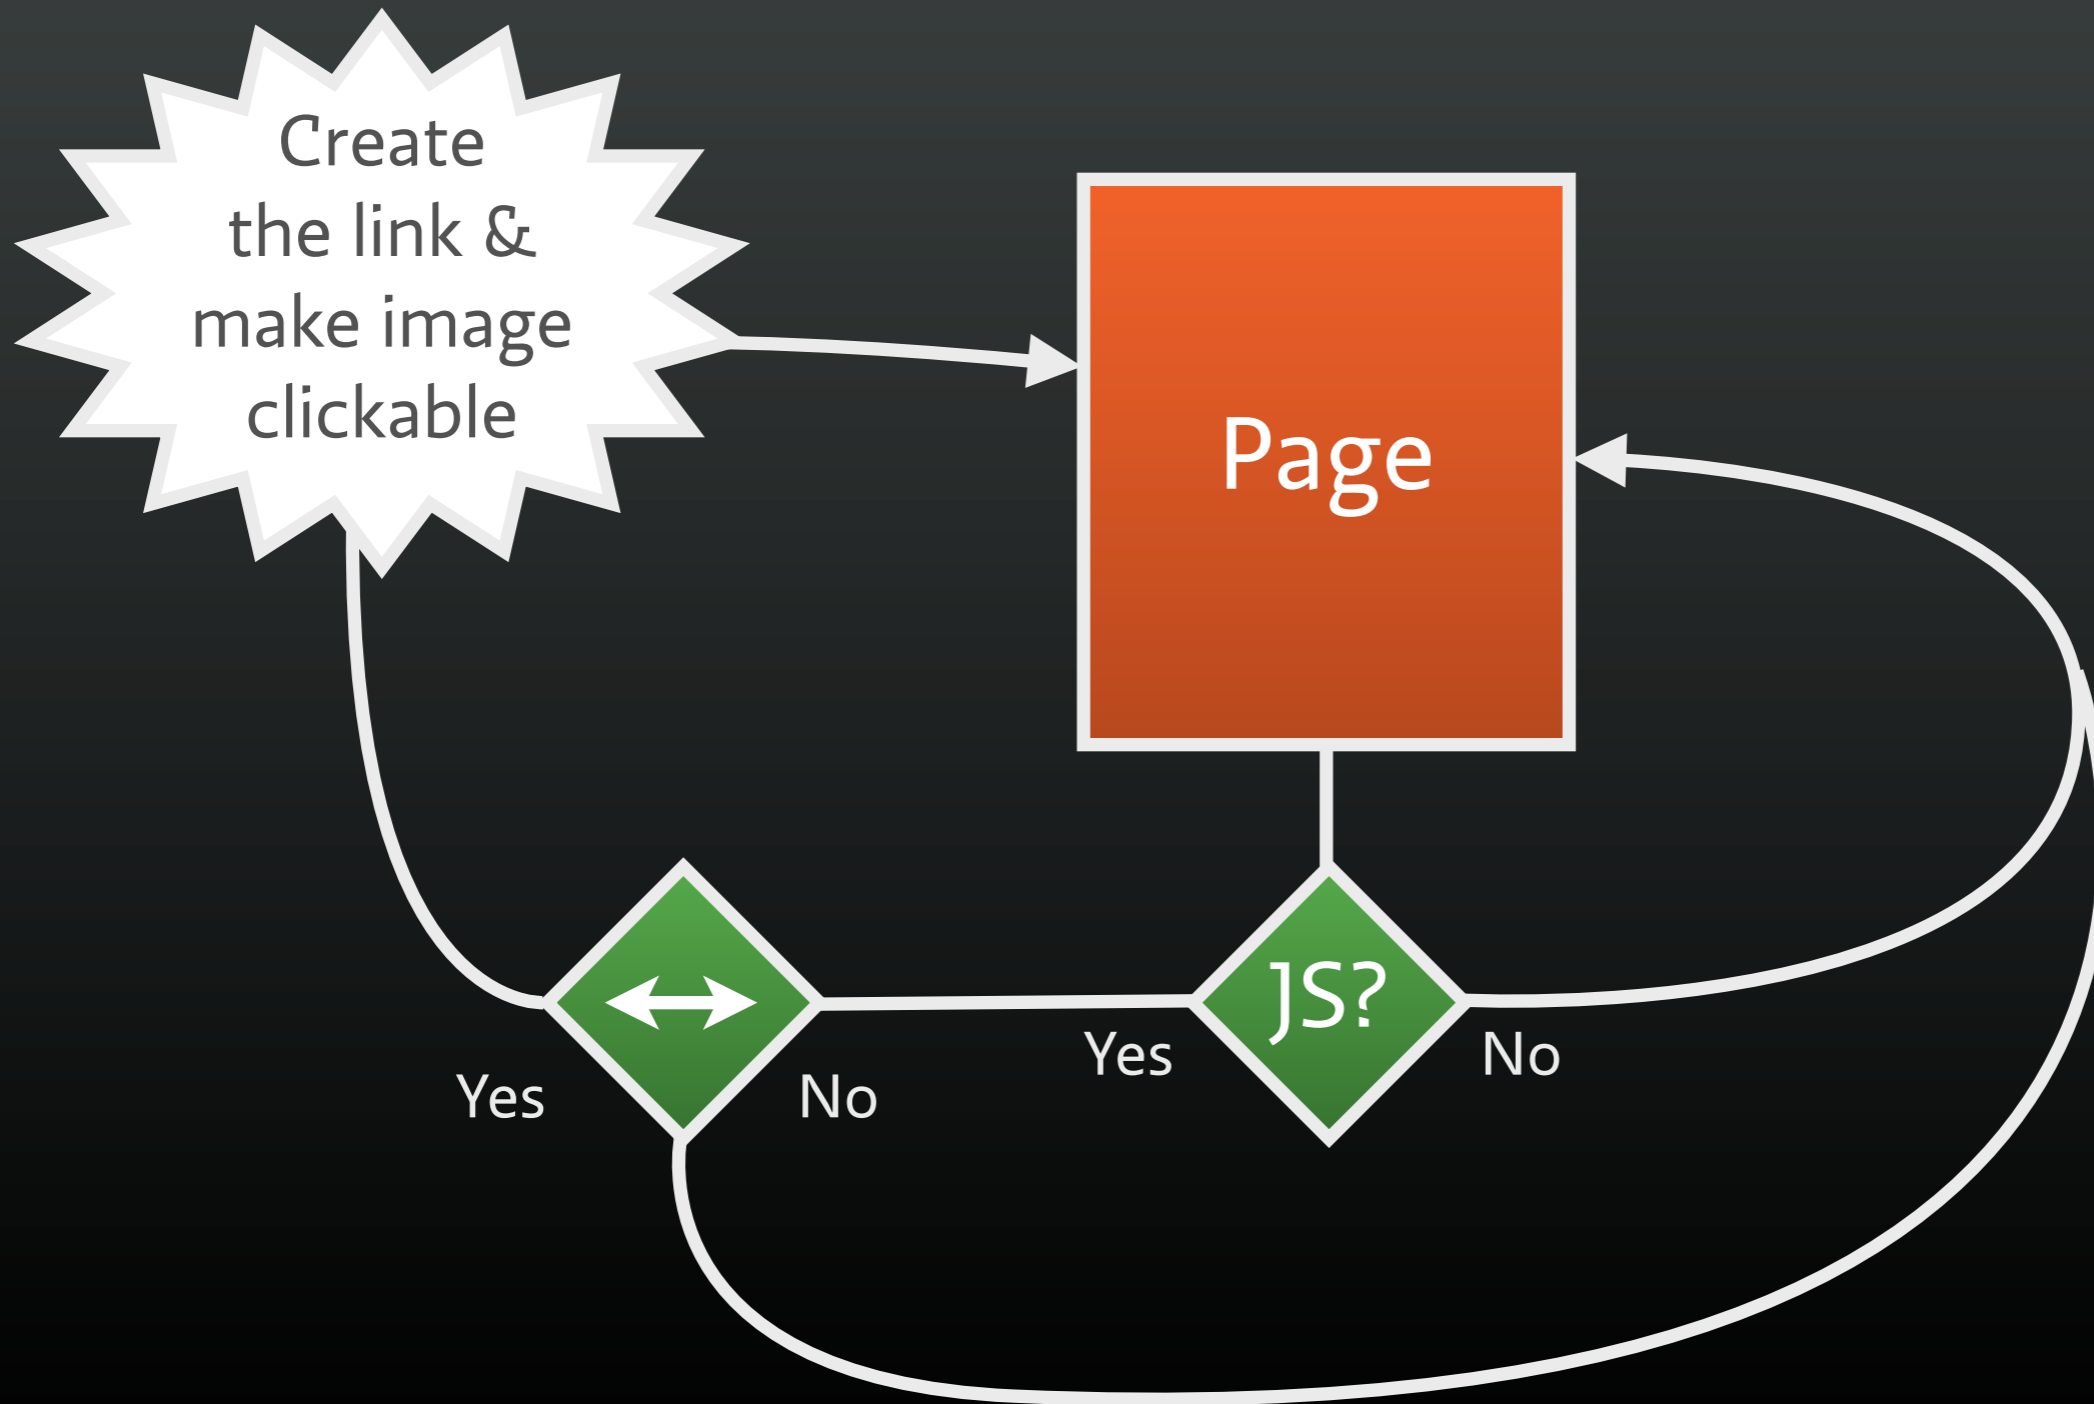 Create
the link &
make image
clickable
Page
JS?
Yes
No
Yes
No